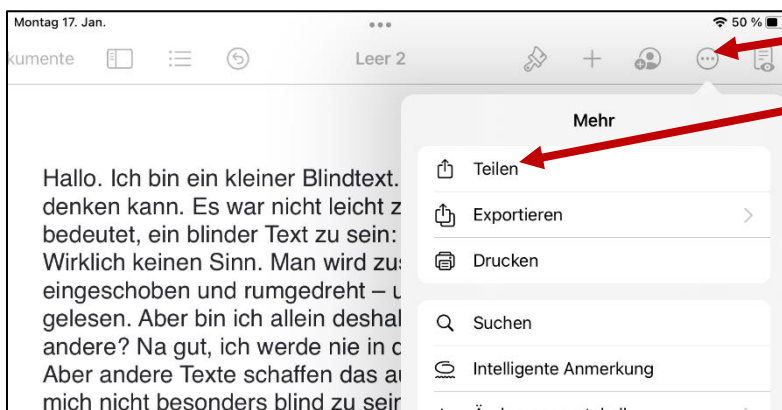 Montag 17. Jan.
50 %
kumente
Leer 2
Mehr
Teilen
Exportieren
Drucken
Suchen
Intelligente Anmerkung
Hallo. Ich bin ein kleiner Blindtext.
denken kann. Es war nicht leicht z
bedeutet, ein blinder Text zu sein:
Wirklich keinen Sinn. Man wird zu
eingeschoben und rumgedreht – u
gelesen. Aber bin ich allein deshal
andere? Na gut, ich werde nie in d
Aber andere Texte schaffen das au
mich nicht besonders blind zu sein